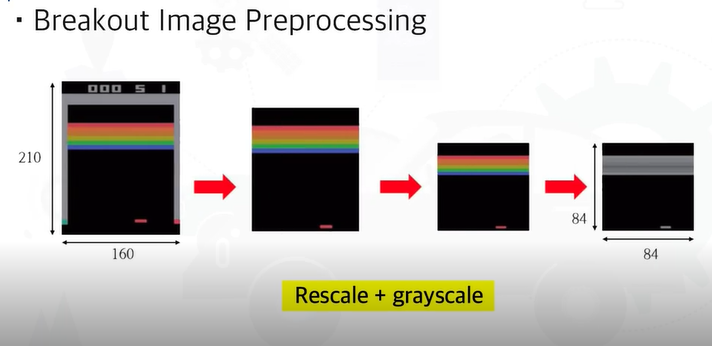 · Breakout Image Preprocessing
000 5 1
210
160
84
84
Rescale + grayscale